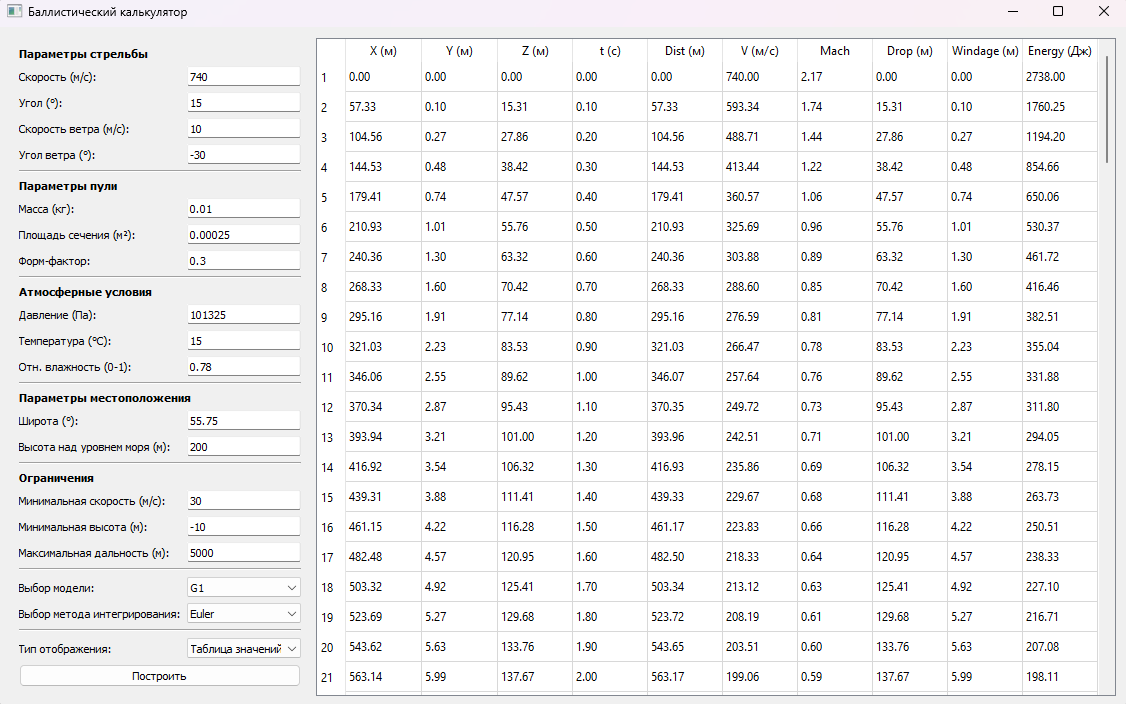 Баллистический калькулятор
Параметры стрельбы
Скорость (м/с): 740
Угол (°): 15
Скорость ветра (м/с): 10
Угол ветра (°): -30
Параметры пули
Масса (кг): 0.01
Площадь сечения (м²): 0.00025
Форм-фактор: 0.3
Атмосферные условия
Давление (Па): 101325
Температура (°C): 15
Отн. влажность (0-1): 0.78
Параметры местоположения
Широта (°): 55.75
Высота над уровнем моря (м): 200
Ограничения
Минимальная скорость (м/с): 30
Минимальная высота (м): -10
Максимальная дальность (м): 5000
Выбор модели: G1
Выбор метода интегрирования: Euler
Тип отображения: Таблица значений
Построить
X (м) Y (м) Z (м) t (с) Dist (м) V (м/с) Mach Drop (м) Windage (м) Energy (Дж)
1 0.00 0.00 0.00 0.00 0.00 740.00 2.17 0.00 0.00 2738.00
2 57.33 0.10 15.31 0.10 57.33 593.34 1.74 15.31 0.10 1760.25
3 104.56 0.27 27.86 0.20 104.56 488.71 1.44 27.86 0.27 1194.20
4 144.53 0.48 38.42 0.30 144.53 413.44 1.22 38.42 0.48 854.66
5 179.41 0.74 47.57 0.40 179.41 360.57 1.06 47.57 0.74 650.06
6 210.93 1.01 55.76 0.50 210.93 325.69 0.96 55.76 1.01 530.37
7 240.36 1.30 63.32 0.60 240.36 303.88 0.89 63.32 1.30 461.72
8 268.33 1.60 70.42 0.70 268.33 288.60 0.85 70.42 1.60 416.46
9 295.16 1.91 77.14 0.80 295.16 276.59 0.81 77.14 1.91 382.51
10 321.03 2.23 83.53 0.90 321.03 266.47 0.78 83.53 2.23 355.04
11 346.06 2.55 89.62 1.00 346.07 257.64 0.76 89.62 2.55 331.88
12 370.34 2.87 95.43 1.10 370.35 249.72 0.73 95.43 2.87 311.80
13 393.94 3.21 101.00 1.20 393.96 242.51 0.71 101.00 3.21 294.05
14 416.92 3.54 106.32 1.30 416.93 235.86 0.69 106.32 3.54 278.15
15 439.31 3.88 111.41 1.40 439.33 229.67 0.68 111.41 3.88 263.73
16 461.15 4.22 116.28 1.50 461.17 223.83 0.66 116.28 4.22 250.51
17 482.48 4.57 120.95 1.60 482.50 218.33 0.64 120.95 4.57 238.33
18 503.32 4.92 125.41 1.70 503.34 213.12 0.63 125.41 4.92 227.10
19 523.69 5.27 129.68 1.80 523.72 208.19 0.61 129.68 5.27 216.71
20 543.62 5.63 133.76 1.90 543.65 203.51 0.60 133.76 5.63 207.08
21 563.14 5.99 137.67 2.00 563.17 199.06 0.59 137.67 5.99 198.11